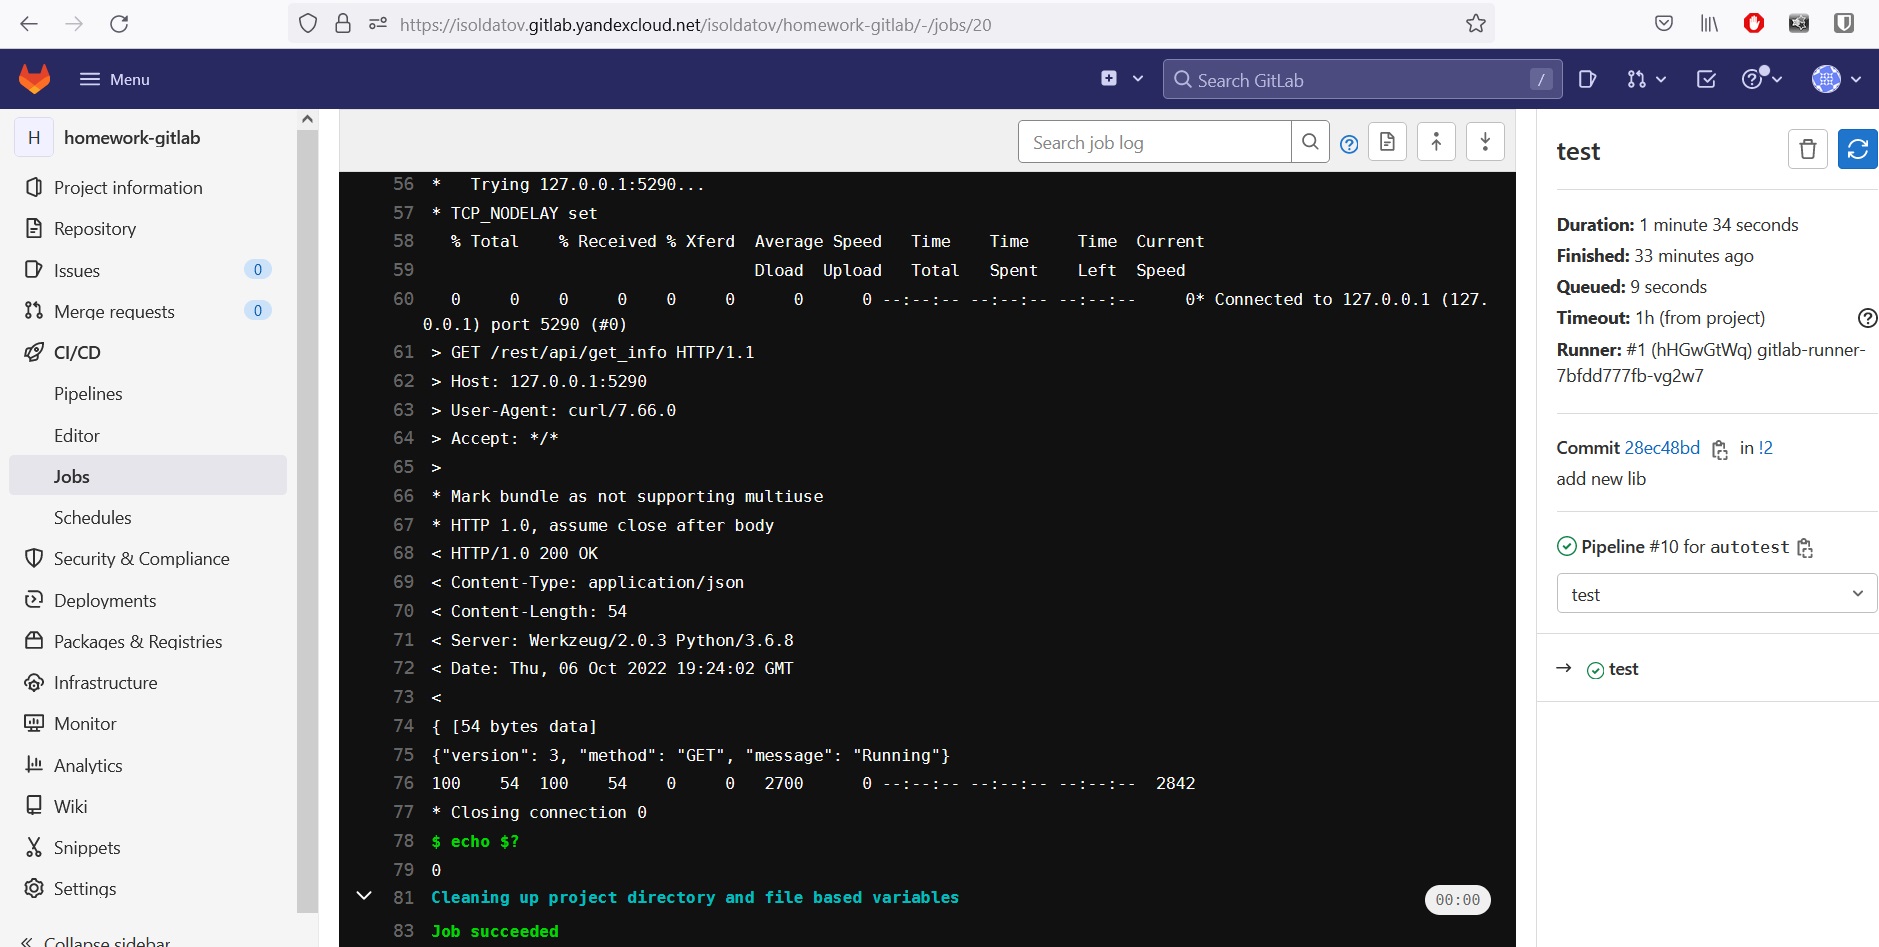 https://isoldatov.gitlab.yandexcloud.net/isoldatov/homework-gitlab/-/jobs/20
Menu
Search GitLab
/
H
homework-gitlab
Project information
Repository
Issues
0
Merge requests
0
CI/CD
Pipelines
Editor
Jobs
Schedules
Security & Compliance
Deployments
Packages & Registries
Infrastructure
Monitor
Analytics
Wiki
Snippets
Settings
Collapse sidebar
Search job log
56 *   Trying 127.0.0.1:5290...
57 * TCP_NODELAY set
58   % Total    % Received % Xferd  Average Speed   Time    Time     Time  Current
59                                  Dload  Upload   Total   Spent    Left  Speed
60   0     0    0     0    0     0      0      0 --:--:-- --:--:-- --:--:--     0* Connected to 127.0.0.1 (127.
0.0.1) port 5290 (#0)
61 > GET /rest/api/get_info HTTP/1.1
62 > Host: 127.0.0.1:5290
63 > User-Agent: curl/7.66.0
64 > Accept: */*
65 >
66 * Mark bundle as not supporting multiuse
67 * HTTP 1.0, assume close after body
68 < HTTP/1.0 200 OK
69 < Content-Type: application/json
70 < Content-Length: 54
71 < Server: Werkzeug/2.0.3 Python/3.6.8
72 < Date: Thu, 06 Oct 2022 19:24:02 GMT
73 <
74 { [54 bytes data]
75 {"version": 3, "method": "GET", "message": "Running"}
76 100    54  100    54    0     0   2700      0 --:--:-- --:--:-- --:--:--  2842
77 * Closing connection 0
78 $ echo $?
79 0
81 Cleaning up project directory and file based variables
00:00
83 Job succeeded
test
Duration: 1 minute 34 seconds
Finished: 33 minutes ago
Queued: 9 seconds
Timeout: 1h (from project)
Runner: #1 (hHGwGtWq) gitlab-runner-
7bfdd777fb-vg2w7
Commit 28ec48bd in !2
add new lib
Pipeline #10 for autotest
test
→ test